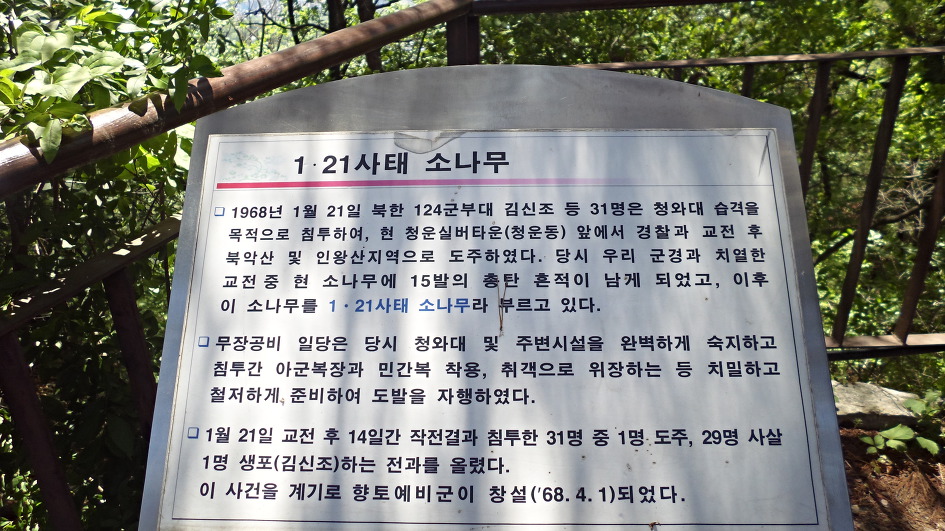 1·21사태 소나무
□ 1968년 1월 21일 북한 124군부대 김신조 등 31명은 청와대 습격을
목적으로 침투하여, 현 청운실버타운(청운동) 앞에서 경찰과 교전 후
북악산 및 인왕산지역으로 도주하였다. 당시 우리 군경과 치열한
교전 중 현 소나무에 15발의 총탄 흔적이 남게 되었고, 이후
이 소나무를 1·21사태 소나무라 부르고 있다.
□ 무장공비 일당은 당시 청와대 및 주변시설을 완벽하게 숙지하고
침투간 아군복장과 민간복 착용, 취객으로 위장하는 등 치밀하고
철저하게 준비하여 도발을 자행하였다.
□ 1월 21일 교전 후 14일간 작전결과 침투한 31명 중 1명 도주, 29명 사살
1명 생포(김신조)하는 전과를 올렸다.
이 사건을 계기로 향토예비군이 창설('68. 4. 1)되었다.